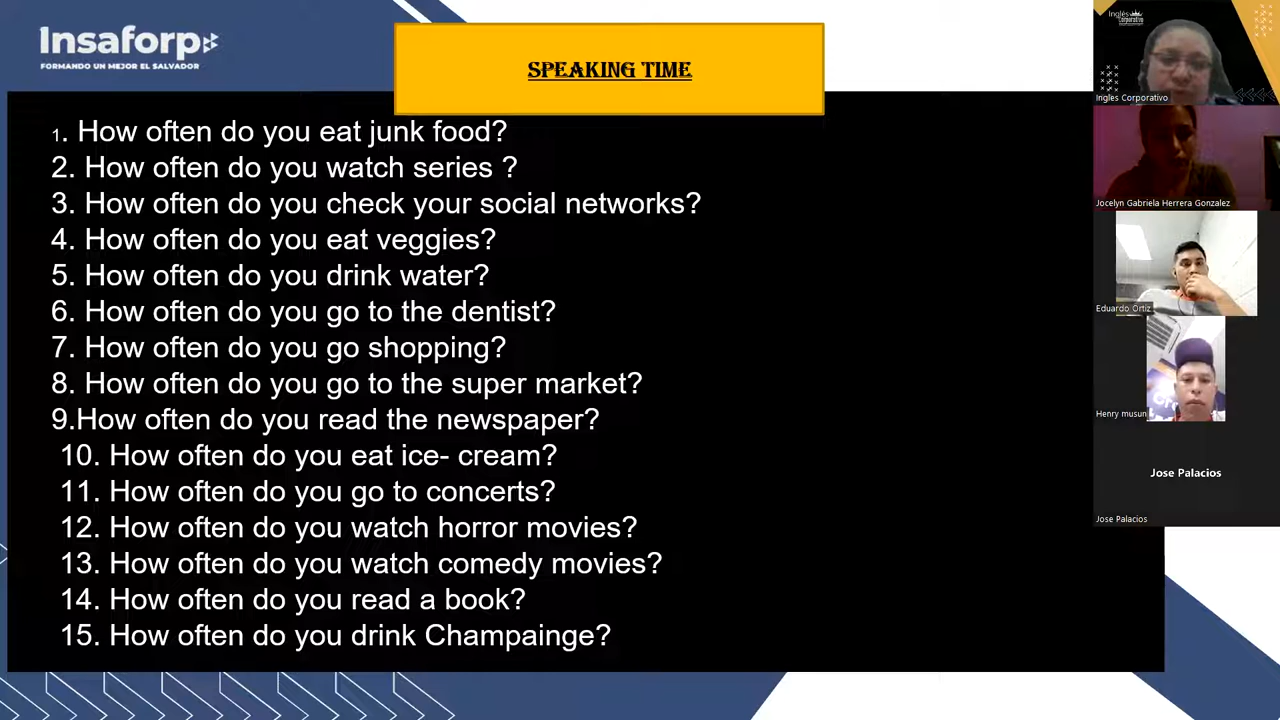 Insaforp
FORMANDO UN MEJOR EL SALVADOR
SPEAKING TIME
1. How often do you eat junk food?
2. How often do you watch series ?
3. How often do you check your social networks?
4. How often do you eat veggies?
5. How often do you drink water?
6. How often do you go to the dentist?
7. How often do you go shopping?
8. How often do you go to the super market?
9.How often do you read the newspaper?
10. How often do you eat ice- cream?
11. How often do you go to concerts?
12. How often do you watch horror movies?
13. How often do you watch comedy movies?
14. How often do you read a book?
15. How often do you drink Champainge?
Inglés
Corporativo
Ingles Corporativo
Jocelyn Gabriela Herrera Gonzalez
Eduardo Ortiz
Henry musun
Jose Palacios
Jose Palacios